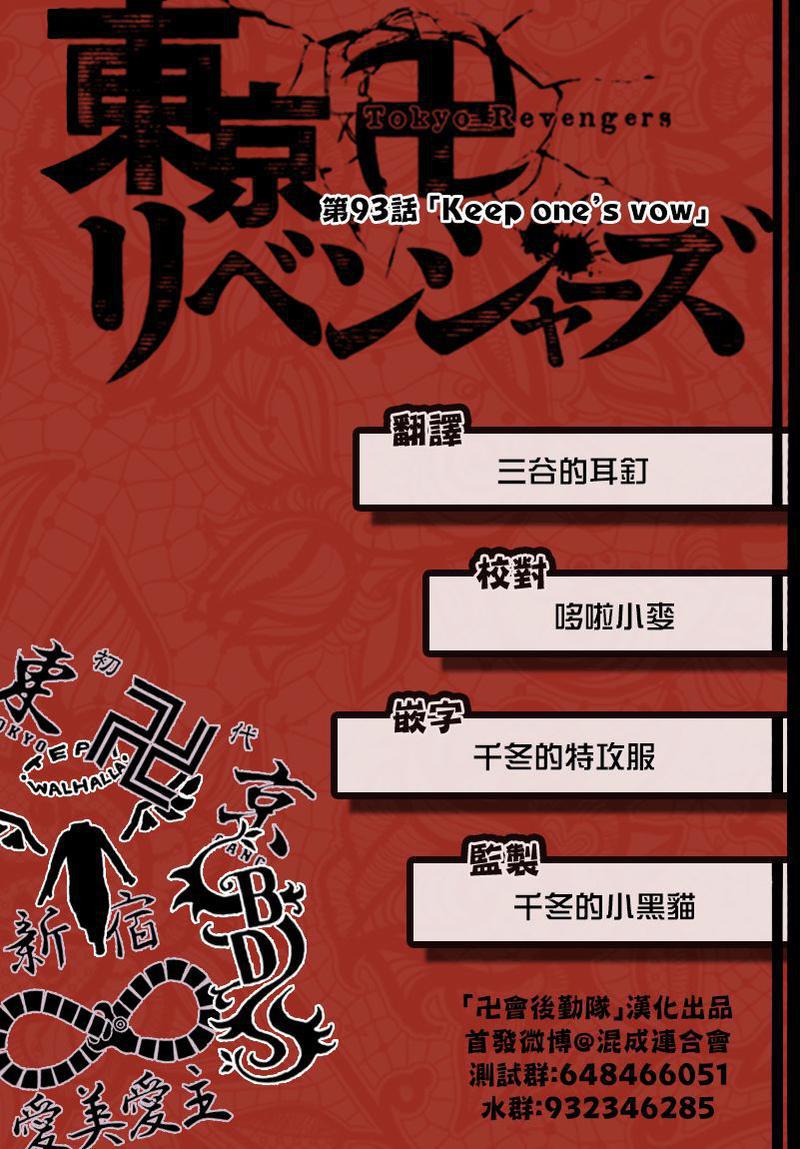 東京卍
Tokyo Revengers
第93話「Keep one's vow」
リベンジャーズ
翻譯
三谷的耳釘
校對
哆啦小麥
嵌字
千冬的特攻服
監製
千冬的小黑貓
東
初
卍
代
TOKYO
WALHALLA
京
新宿
BD
愛美愛主
「卍會後勤隊」漢化出品
首發微博@混成連合會
測試群:648466051
水群:932346285